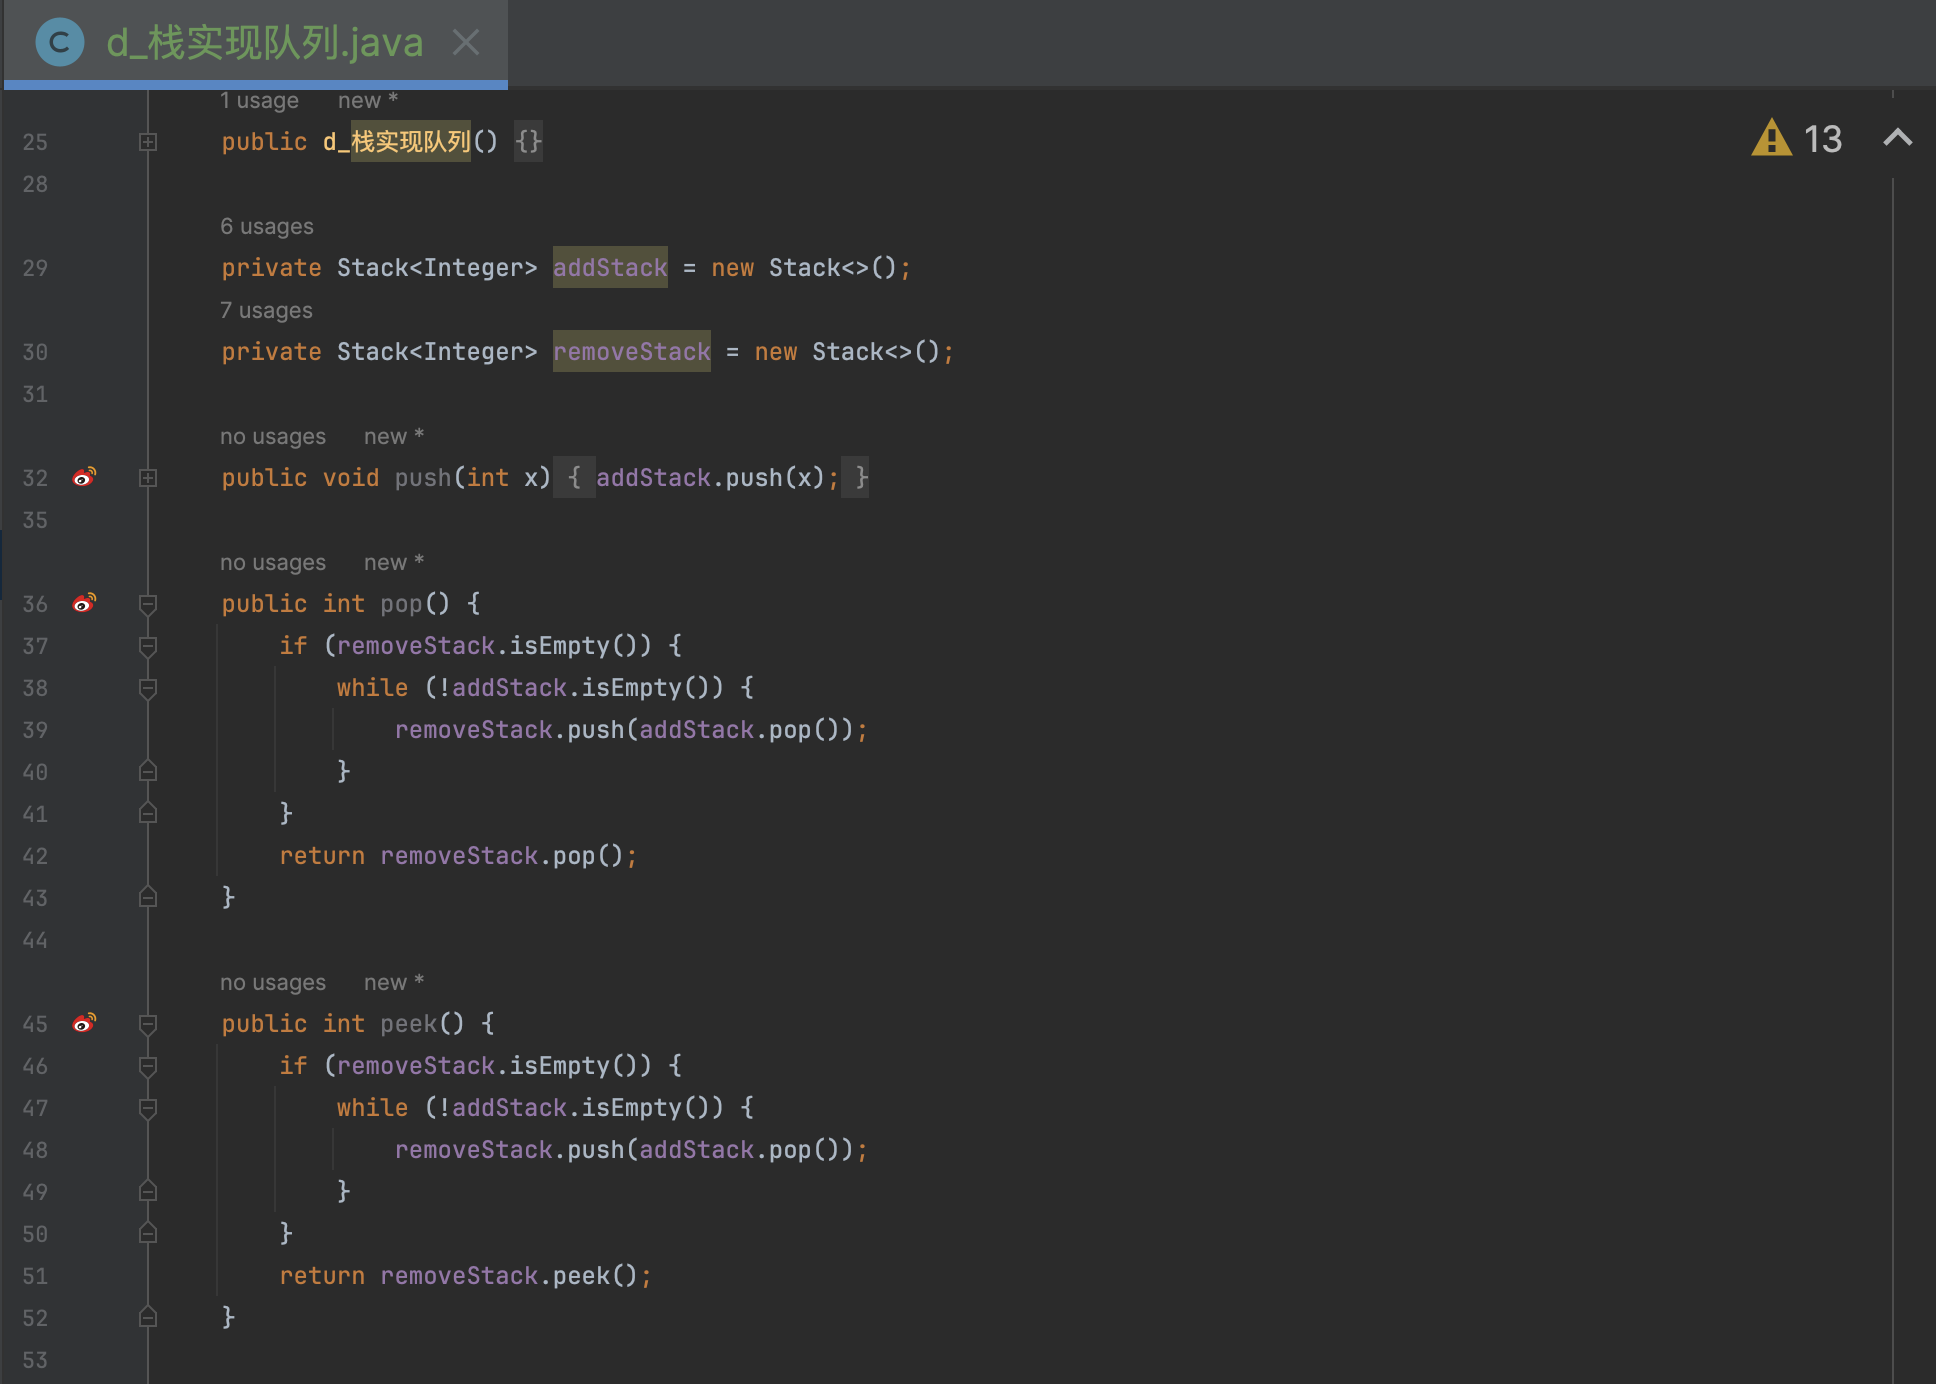 d_栈实现队列.java
1 usage new *
25 public d_栈实现队列() {}
13
28
6 usages
29 private Stack<Integer> addStack = new Stack<>();
7 usages
30 private Stack<Integer> removeStack = new Stack<>();
31
no usages new *
32 public void push(int x) { addStack.push(x); }
35
no usages new *
36 public int pop() {
37 if (removeStack.isEmpty()) {
38 while (!addStack.isEmpty()) {
39 removeStack.push(addStack.pop());
40 }
41 }
42 return removeStack.pop();
43 }
44
no usages new *
45 public int peek() {
46 if (removeStack.isEmpty()) {
47 while (!addStack.isEmpty()) {
48 removeStack.push(addStack.pop());
49 }
50 }
51 return removeStack.peek();
52 }
53